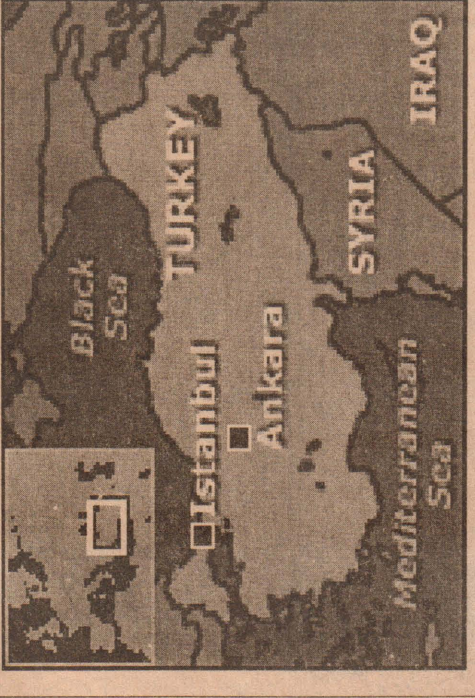 Black
Sea
Istanbul
TURKEY
Ankara
SYRIA
IRAQ
Mediterranean
Sea